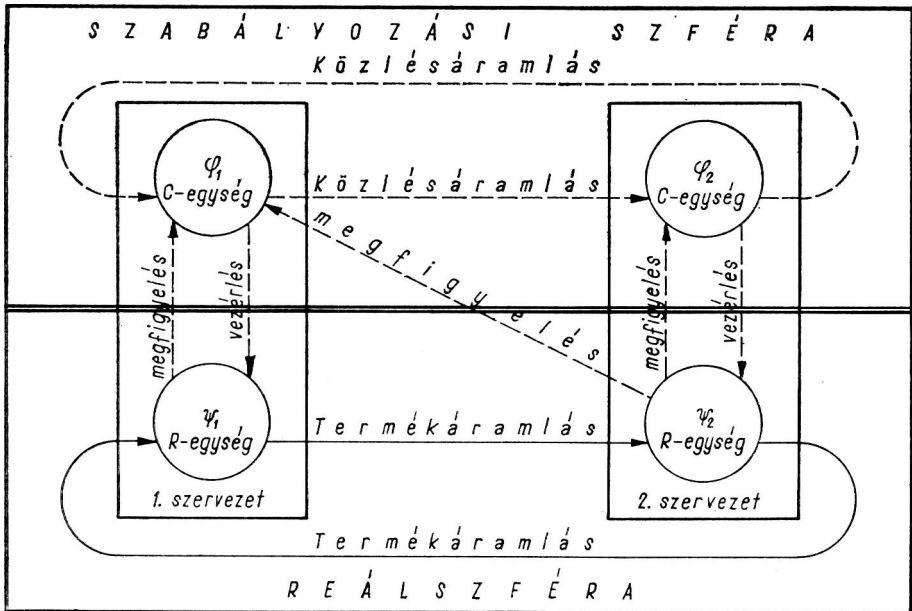 SZABÁLYOZÁSI SZFÉRA
Közlésáramlás
φ₁
C-egység
Közlésáramlás
φ₂
C-egység
megfigyelés
vezérlés
megfigyelés
megfigyelés
vezérlés
ψ₁
R-egység
Termékáramlás
ψ₂
R-egység
1. szervezet
2. szervezet
Termékáramlás
REÁLSZFÉRA